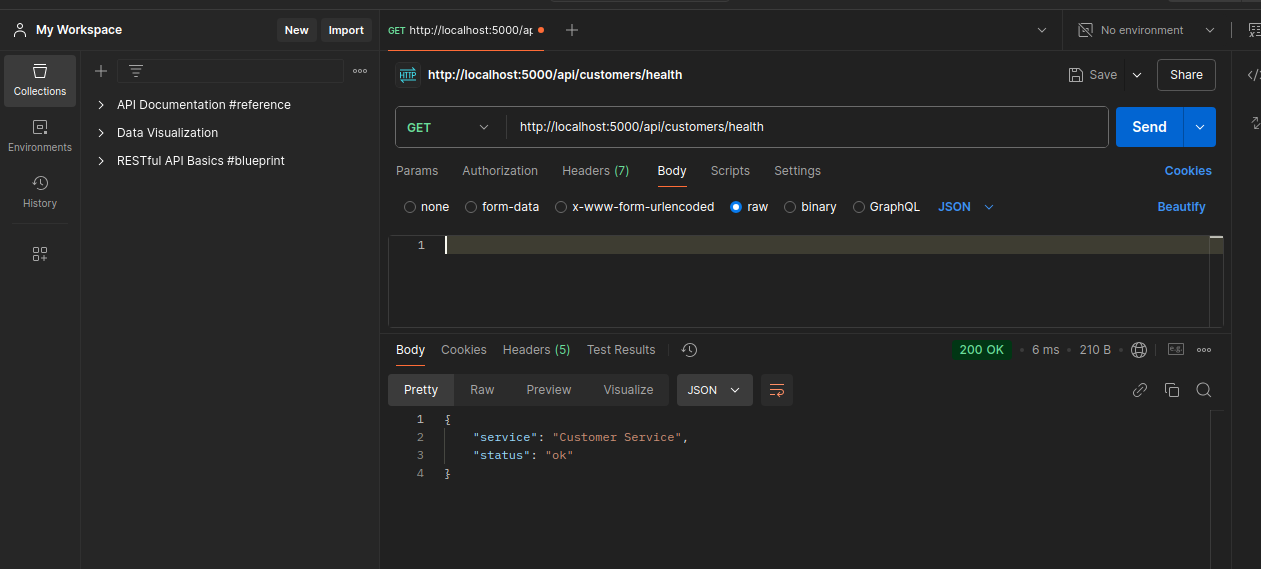 My Workspace
New
Import
GET http://localhost:5000/ap
No environment
Collections
Environments
History
API Documentation #reference
Data Visualization
RESTful API Basics #blueprint
HTTP
http://localhost:5000/api/customers/health
Save
Share
GET
http://localhost:5000/api/customers/health
Send
Params
Authorization
Headers (7)
Body
Scripts
Settings
Cookies
none
form-data
x-www-form-urlencoded
raw
binary
GraphQL
JSON
Beautify
1
Body
Cookies
Headers (5)
Test Results
200 OK
6 ms
210 B
e.g.
Pretty
Raw
Preview
Visualize
JSON
1 {
2 "service": "Customer Service",
3 "status": "ok"
4 }